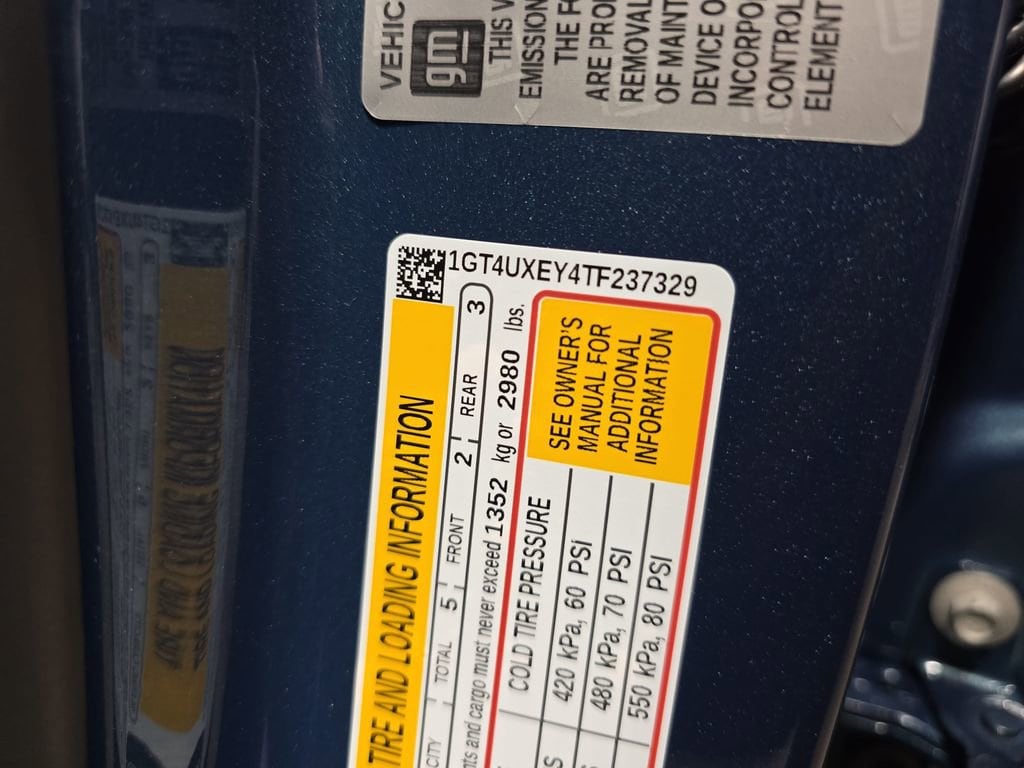 VEHIC
gm
THIS V
EMISSION
THE F
ARE PRO
REMOVAL
OF MAINT
DEVICE O
INCORPO
CONTROL
ELEMENT
1GT4UXEY4TF237329
TIRE AND LOADING INFORMATION
CITY TOTAL 5 FRONT 2 REAR 3
nts and cargo must never exceed 1352 kg or 2980 lbs.
COLD TIRE PRESSURE
420 kPa, 60 PSI
480 kPa, 70 PSI
550 kPa, 80 PSI
SEE OWNER'S
MANUAL FOR
ADDITIONAL
INFORMATION